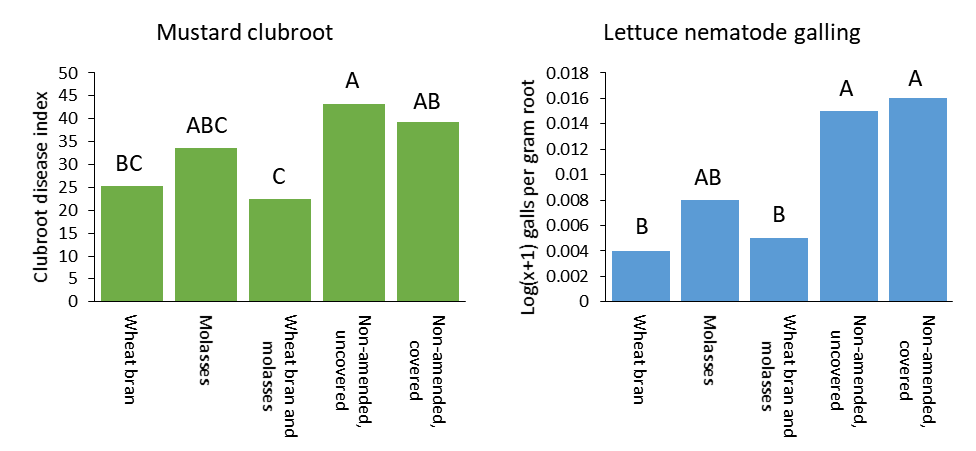 Mustard clubroot
Clubroot disease index
50
45
40
35
30
25
20
15
10
5
0
BC
ABC
C
A
AB
Wheat bran
Molasses
Wheat bran and
molasses
Non-amended,
uncovered
Non-amended,
covered
Lettuce nematode galling
Log(x+1) galls per gram root
0.018
0.016
0.014
0.012
0.01
0.008
0.006
0.004
0.002
0
B
AB
B
A
A
Wheat bran
Molasses
Wheat bran and
molasses
Non-amended,
uncovered
Non-amended,
covered